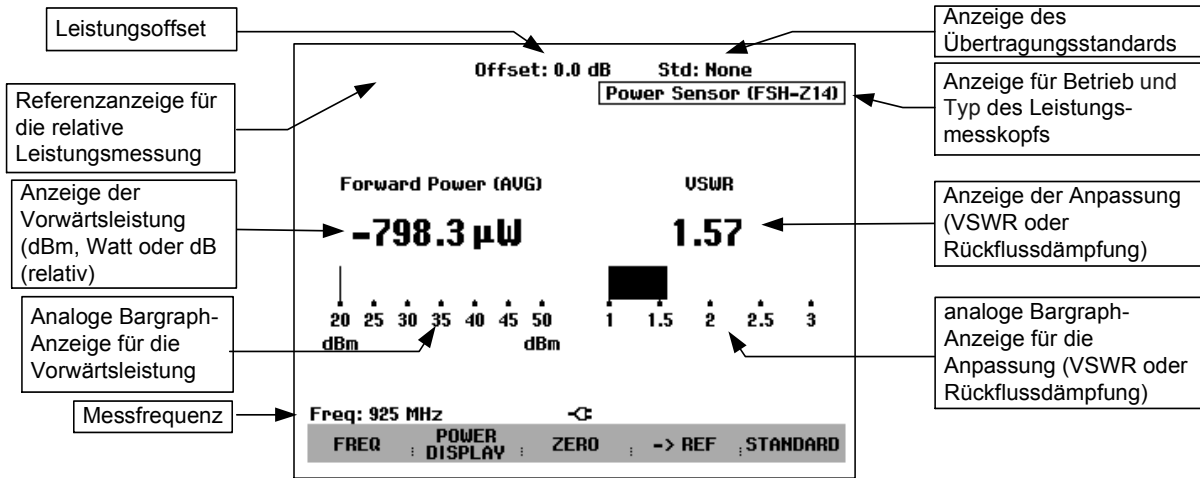 Leistungsoffset
Anzeige des
Übertragungsstandards
Offset: 0.0 dB Std: None
Power Sensor (FSH-Z14)
Anzeige für Betrieb und
Typ des Leistungs-
messkopfs
Referenzanzeige für
die relative
Leistungsmessung
Anzeige der
Vorwärtsleistung
(dBm, Watt oder dB
(relativ)
Forward Power (AVG)
-798.3 µW
VSWR
1.57
Anzeige der Anpassung
(VSWR oder
Rückflussdämpfung)
Analoge Bargraph-
Anzeige für die
Vorwärtsleistung
20 25 30 35 40 45 50
dBm dBm
1 1.5 2 2.5 3
analoge Bargraph-
Anzeige für die
Anpassung (VSWR oder
Rückflussdämpfung)
Messfrequenz
Freq: 925 MHz
FREQ POWER DISPLAY ZERO -> REF STANDARD